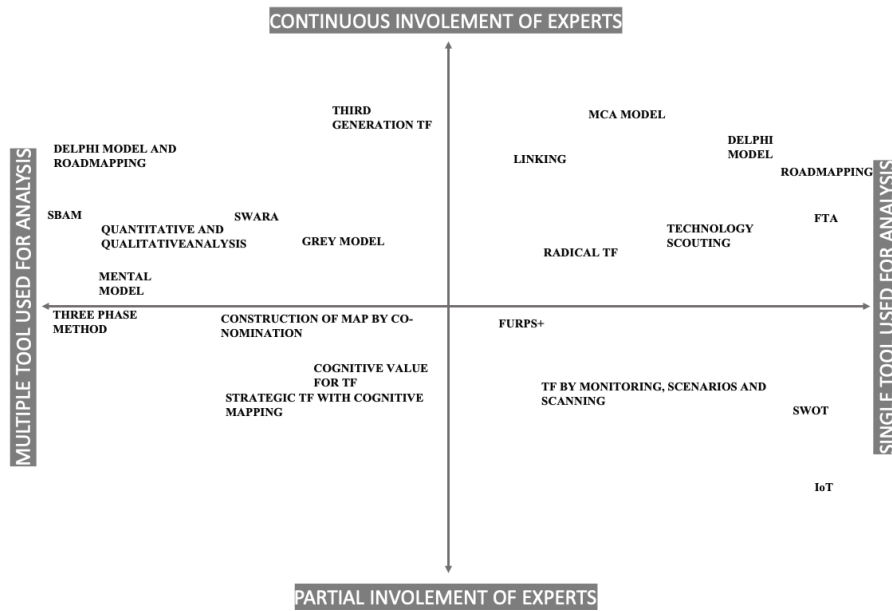 CONTINUOUS INVOLEMENT OF EXPERTS
THIRD
GENERATION TF
MCA MODEL
DELPHI MODEL AND
ROADMAPPING
LINKING
DELPHI
MODEL
ROADMAPPING
SBAM
SWARA
QUANTITATIVE AND
QUALITATIVEANALYSIS
GREY MODEL
RADICAL TF
TECHNOLOGY
SCOUTING
FTA
MENTAL
MODEL
MULTIPLE TOOL USED FOR ANALYSIS
SINGLE TOOL USED FOR ANALYSIS
THREE PHASE
METHOD
CONSTRUCTION OF MAP BY CO-
NOMINATION
FURPS+
COGNITIVE VALUE
FOR TF
STRATEGIC TF WITH COGNITIVE
MAPPING
TF BY MONITORING, SCENARIOS AND
SCANNING
SWOT
IoT
PARTIAL INVOLEMENT OF EXPERTS